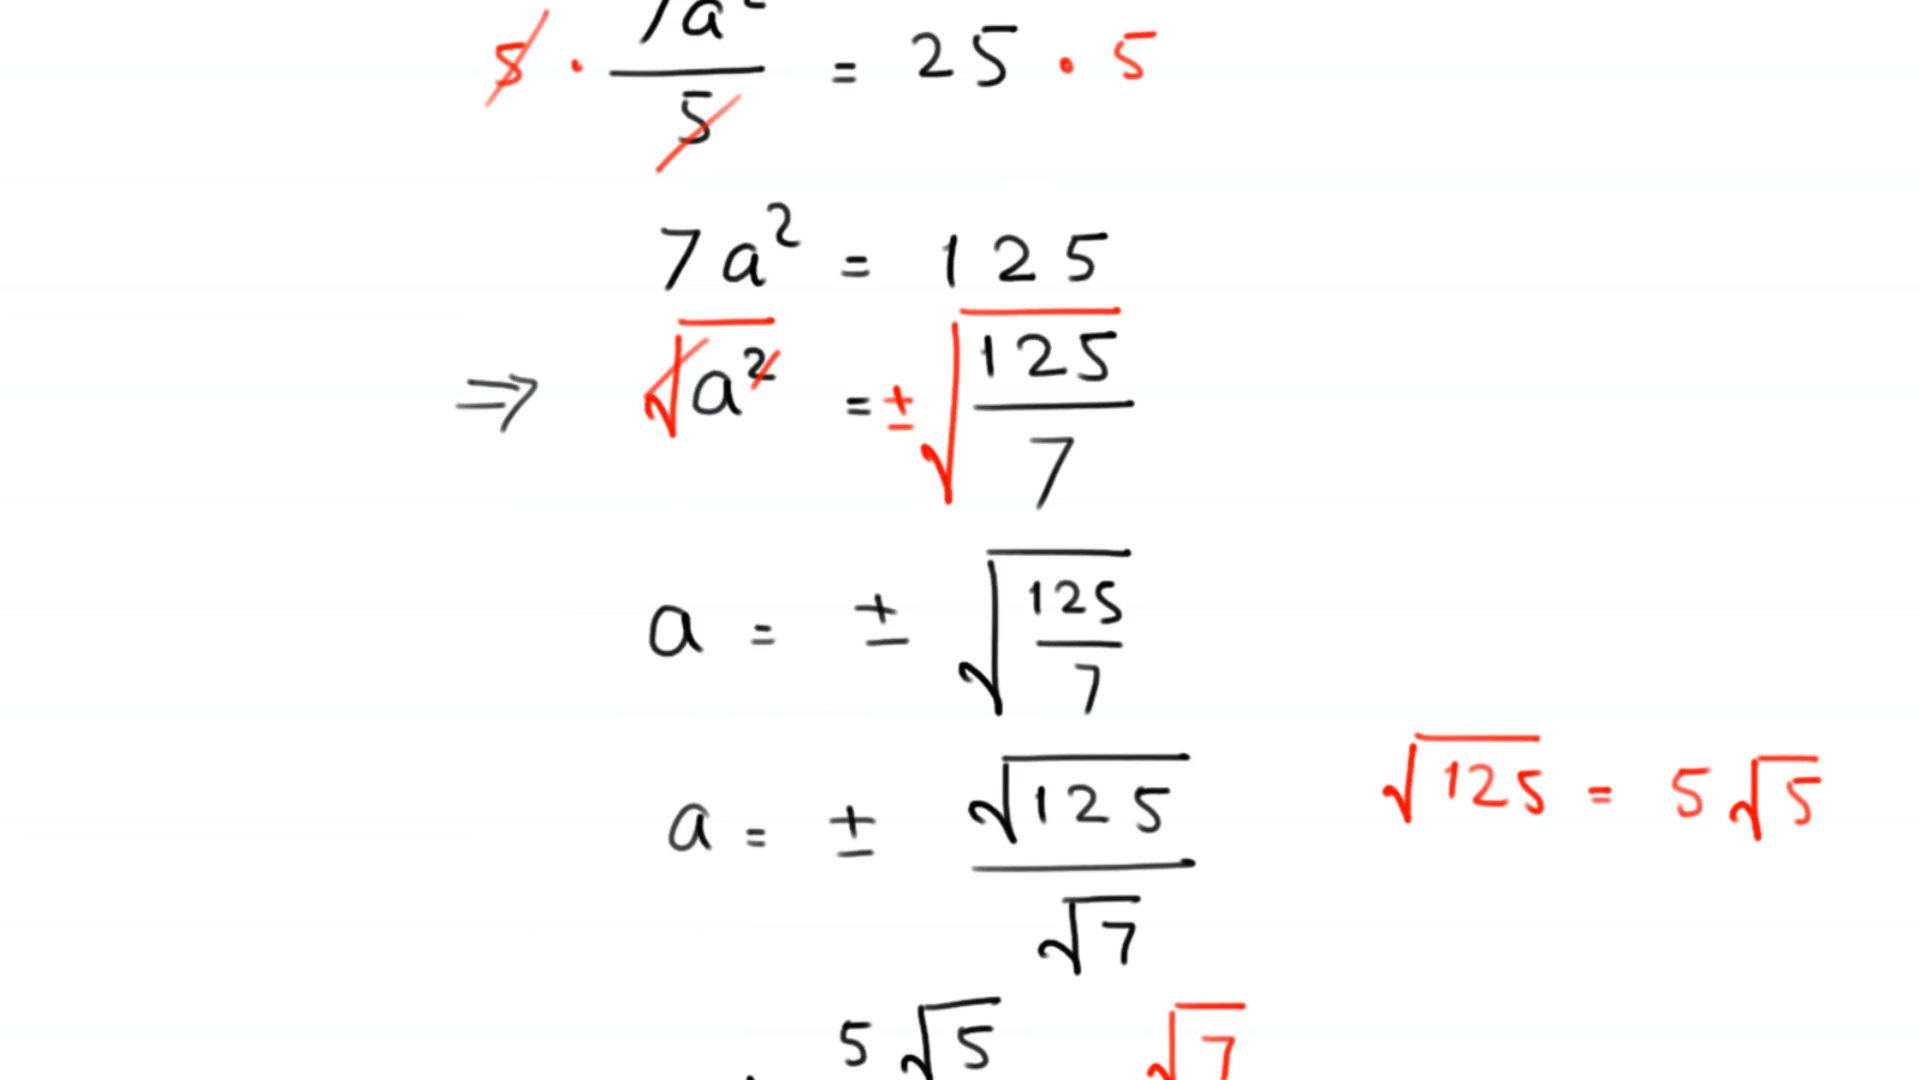 5 · 7a² / 5 = 25 · 5
7a² = 125
⇒ √a² = ± √(125 / 7)
a = ± √(125 / 7)
a = ± √125 / √7
√125 = 5√5
5√5 √7